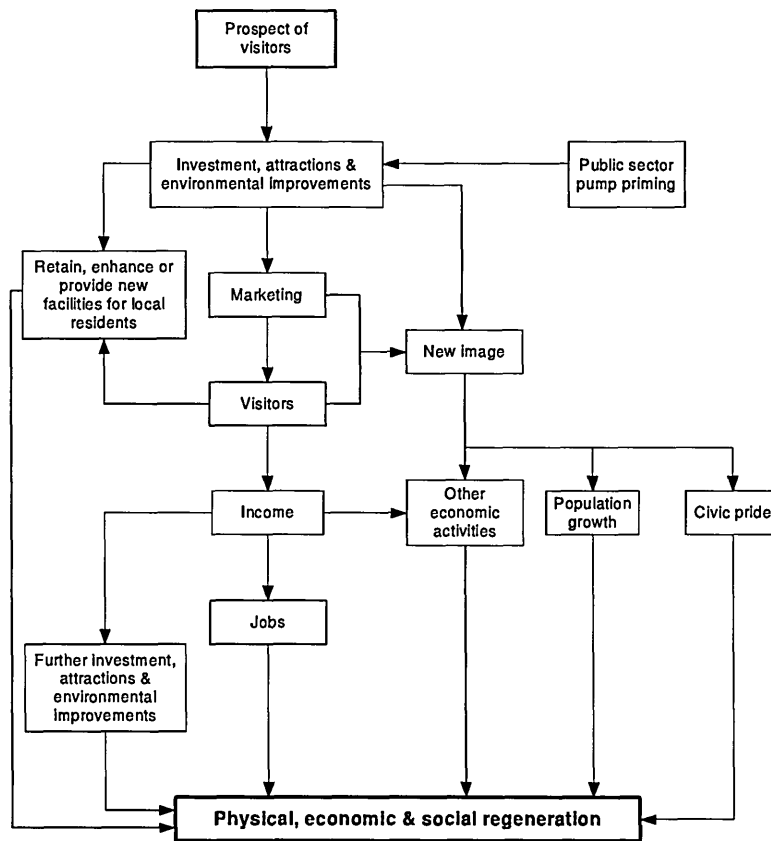 Prospect of
visitors
Investment, attractions &
environmental improvements
Public sector
pump priming
Retain, enhance or
provide new
facilities for local
residents
Marketing
New image
Visitors
Income
Other
economic
activities
Population
growth
Civic pride
Jobs
Further investment,
attractions &
environmental
improvements
Physical, economic & social regeneration